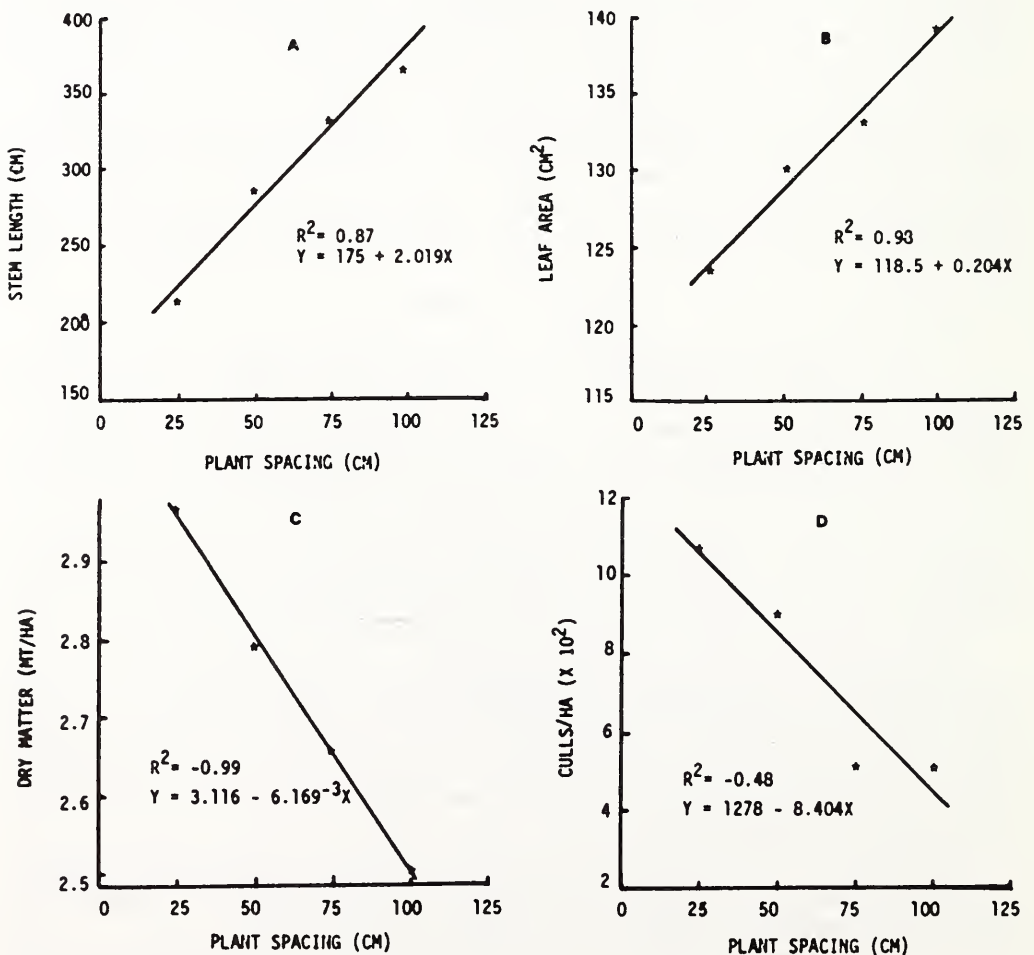 A
STEM LENGTH (CM)
400
350
300
250
200
150
R²= 0.87
Y = 175 + 2.019X
0 25 50 75 100 125
PLANT SPACING (CM)
B
LEAF AREA (CM²)
140
135
130
125
120
115
R²= 0.93
Y = 118.5 + 0.204X
0 25 50 75 100 125
PLANT SPACING (CM)
C
DRY MATTER (MT/HA)
2.9
2.8
2.7
2.6
2.5
R²= -0.99
Y = 3.116 - 6.169⁻³X
0 25 50 75 100 125
PLANT SPACING (CM)
D
CULLS/HA (X 10²)
12
10
8
6
4
2
R²= -0.48
Y = 1278 - 8.404X
0 25 50 75 100 125
PLANT SPACING (CM)